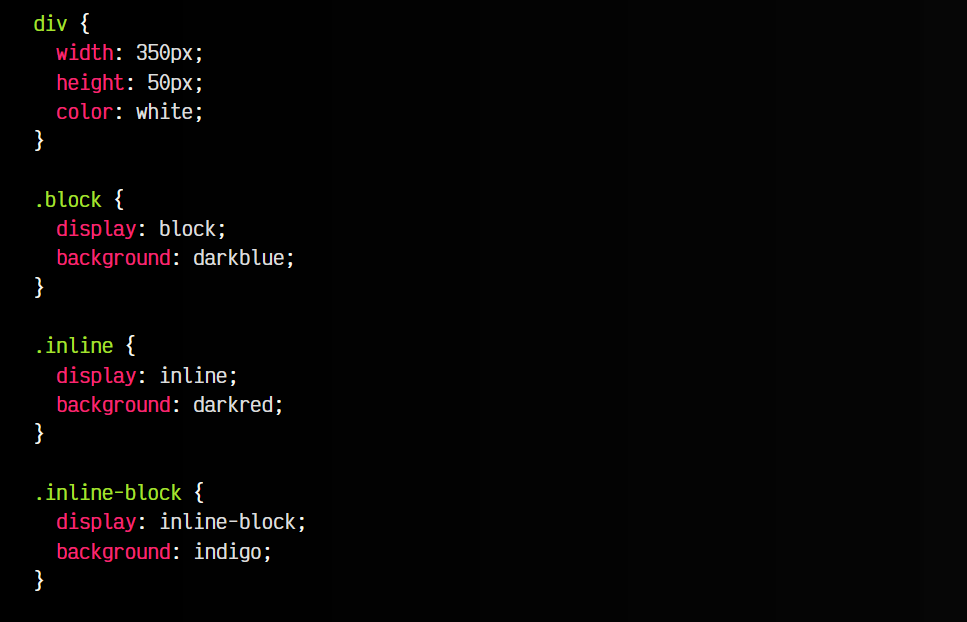 div {
  width: 350px;
  height: 50px;
  color: white;
}

.block {
  display: block;
  background: darkblue;
}

.inline {
  display: inline;
  background: darkred;
}

.inline-block {
  display: inline-block;
  background: indigo;
}